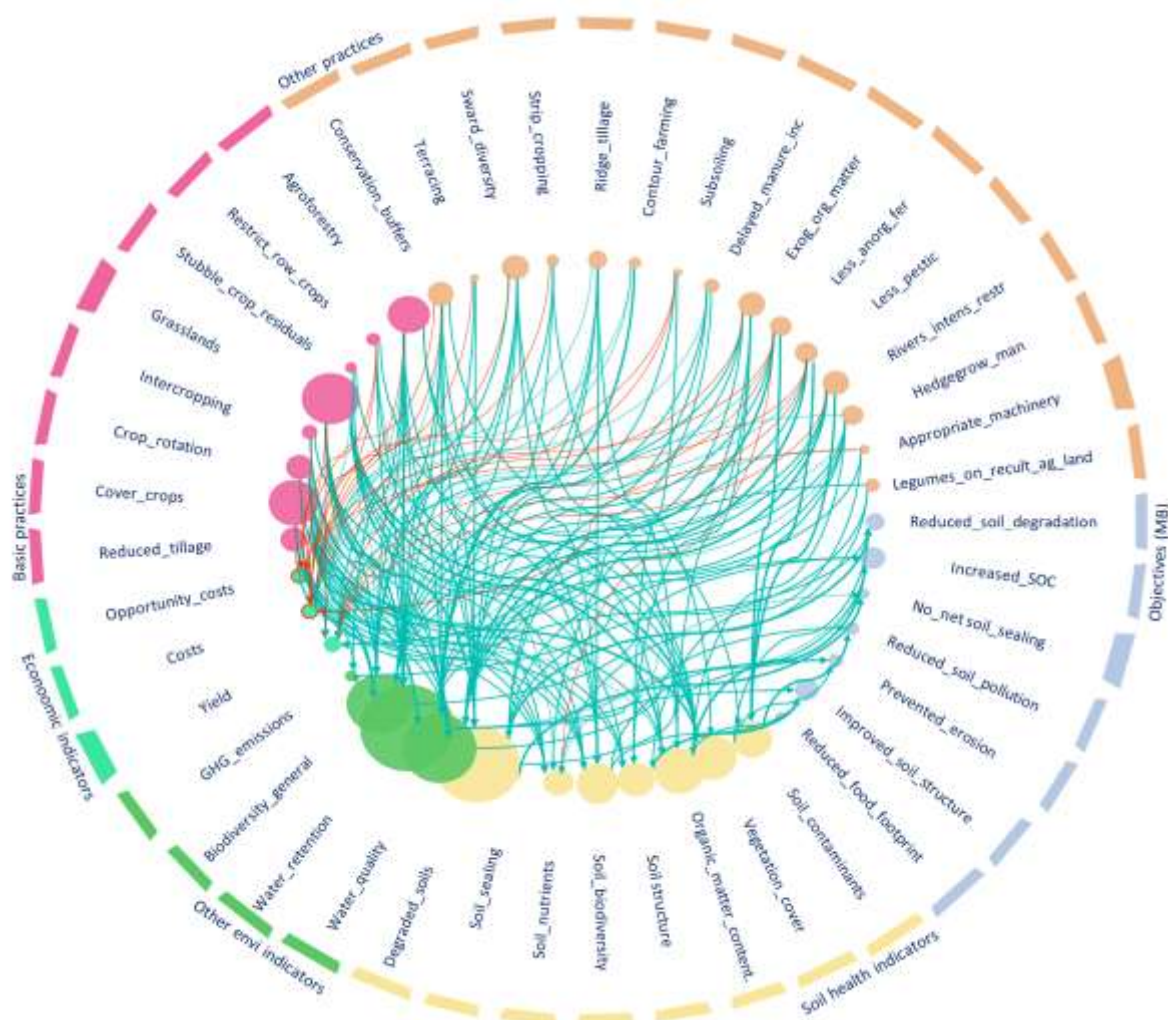 Other practices
Conservation_buffers
Terracing
Sward_diversity
Strip_cropping
Ridge_tillage
Contour_farming
Subsoiling
Delayed_manure_inc
Exog_org_matter
Less_anorg_fer
Less_pestic
Rivers_intens_restr
Hedgegrow_man
Appropriate_machinery
Legumes_on_recult_ag_land
Objectives (MB)
Reduced_soil_degradation
Increased_SOC
No_net soil_sealing
Reduced_soil_pollution
Prevented_erosion
Improved_soil_structure
Reduced_food_footprint
Soil health indicators
Soil_contaminants
Vegetation_cover
Organic_matter_content.
Soil structure
Soil_biodiversity
Soil_nutrients
Soil_sealing
Degraded_soils
Other envi indicators
Water_quality
Water_retention
Biodiversity_general
GHG_emissions
Econoomic indicators
Yield
Costs
Opportunity_costs
Basic practices
Reduced_tillage
Cover_crops
Crop_rotation
Intercropping
Grasslands
Stubble_crop_residuals
Restrict_row_crops
Agroforestry